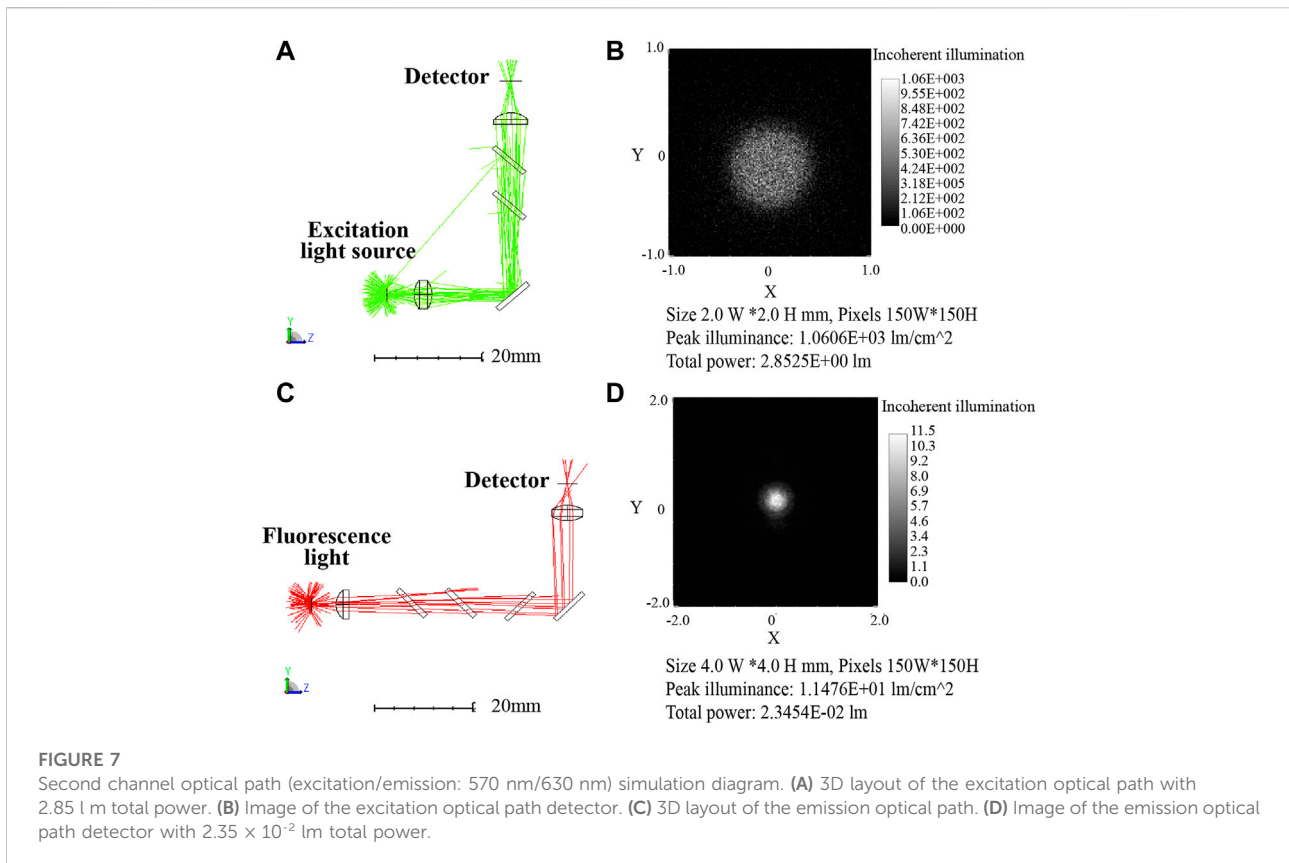 A
Detector
Excitation
light source
Y
Z
20mm
B
1.0
Y 0
-1.0
-1.0 0 1.0
X
Incoherent illumination
1.06E+003
9.55E+002
8.48E+002
7.42E+002
6.36E+002
5.30E+002
4.24E+002
3.18E+005
2.12E+002
1.06E+002
0.00E+000
Size 2.0 W *2.0 H mm, Pixels 150W*150H
Peak illuminance: 1.0606E+03 lm/cm^2
Total power: 2.8525E+00 lm
C
Detector
Fluorescence
light
Y
Z
20mm
D
2.0
Y 0
-2.0
-2.0 0 2.0
X
Incoherent illumination
11.5
10.3
9.2
8.0
6.9
5.7
4.6
3.4
2.3
1.1
0.0
Size 4.0 W *4.0 H mm, Pixels 150W*150H
Peak illuminance: 1.1476E+01 lm/cm^2
Total power: 2.3454E-02 lm
FIGURE 7
Second channel optical path (excitation/emission: 570 nm/630 nm) simulation diagram. (A) 3D layout of the excitation optical path with
2.85 l m total power. (B) Image of the excitation optical path detector. (C) 3D layout of the emission optical path. (D) Image of the emission optical
path detector with 2.35 × 10⁻² lm total power.